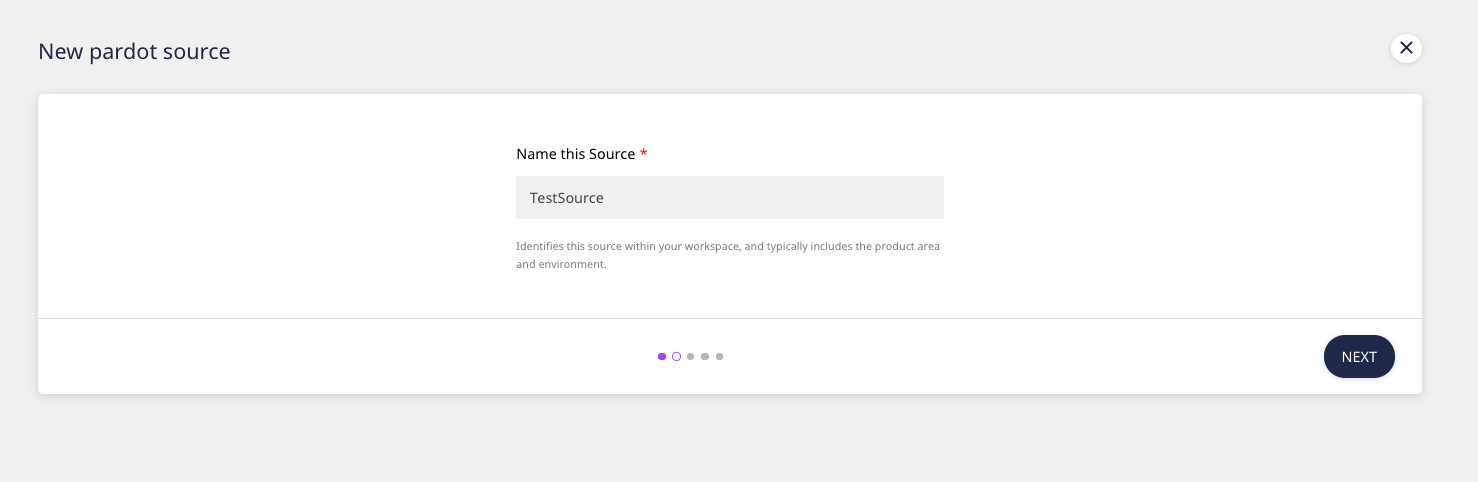 New pardot source
Name this Source *
TestSource
Identifies this source within your workspace, and typically includes the product area
and environment.
NEXT